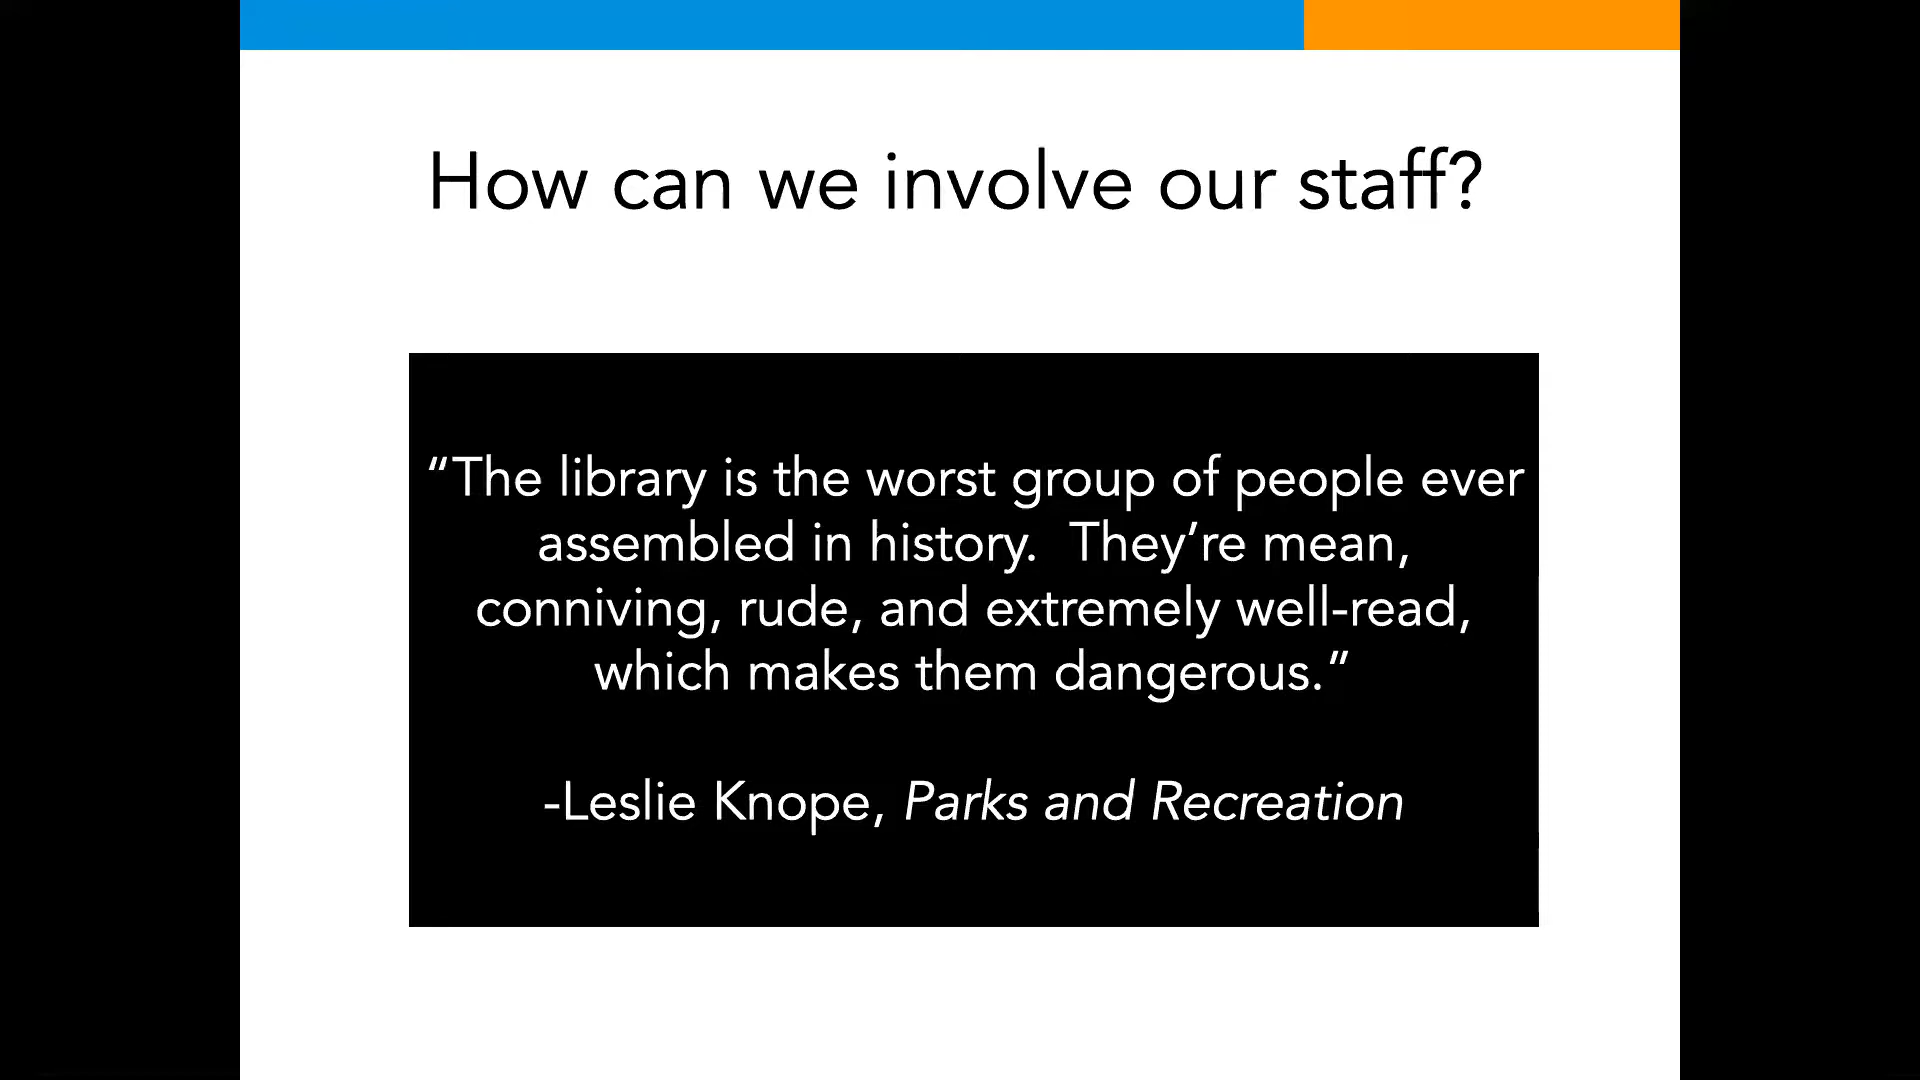 How can we involve our staff?
“The library is the worst group of people ever
assembled in history.  They’re mean,
conniving, rude, and extremely well-read,
which makes them dangerous.”
-Leslie Knope, Parks and Recreation